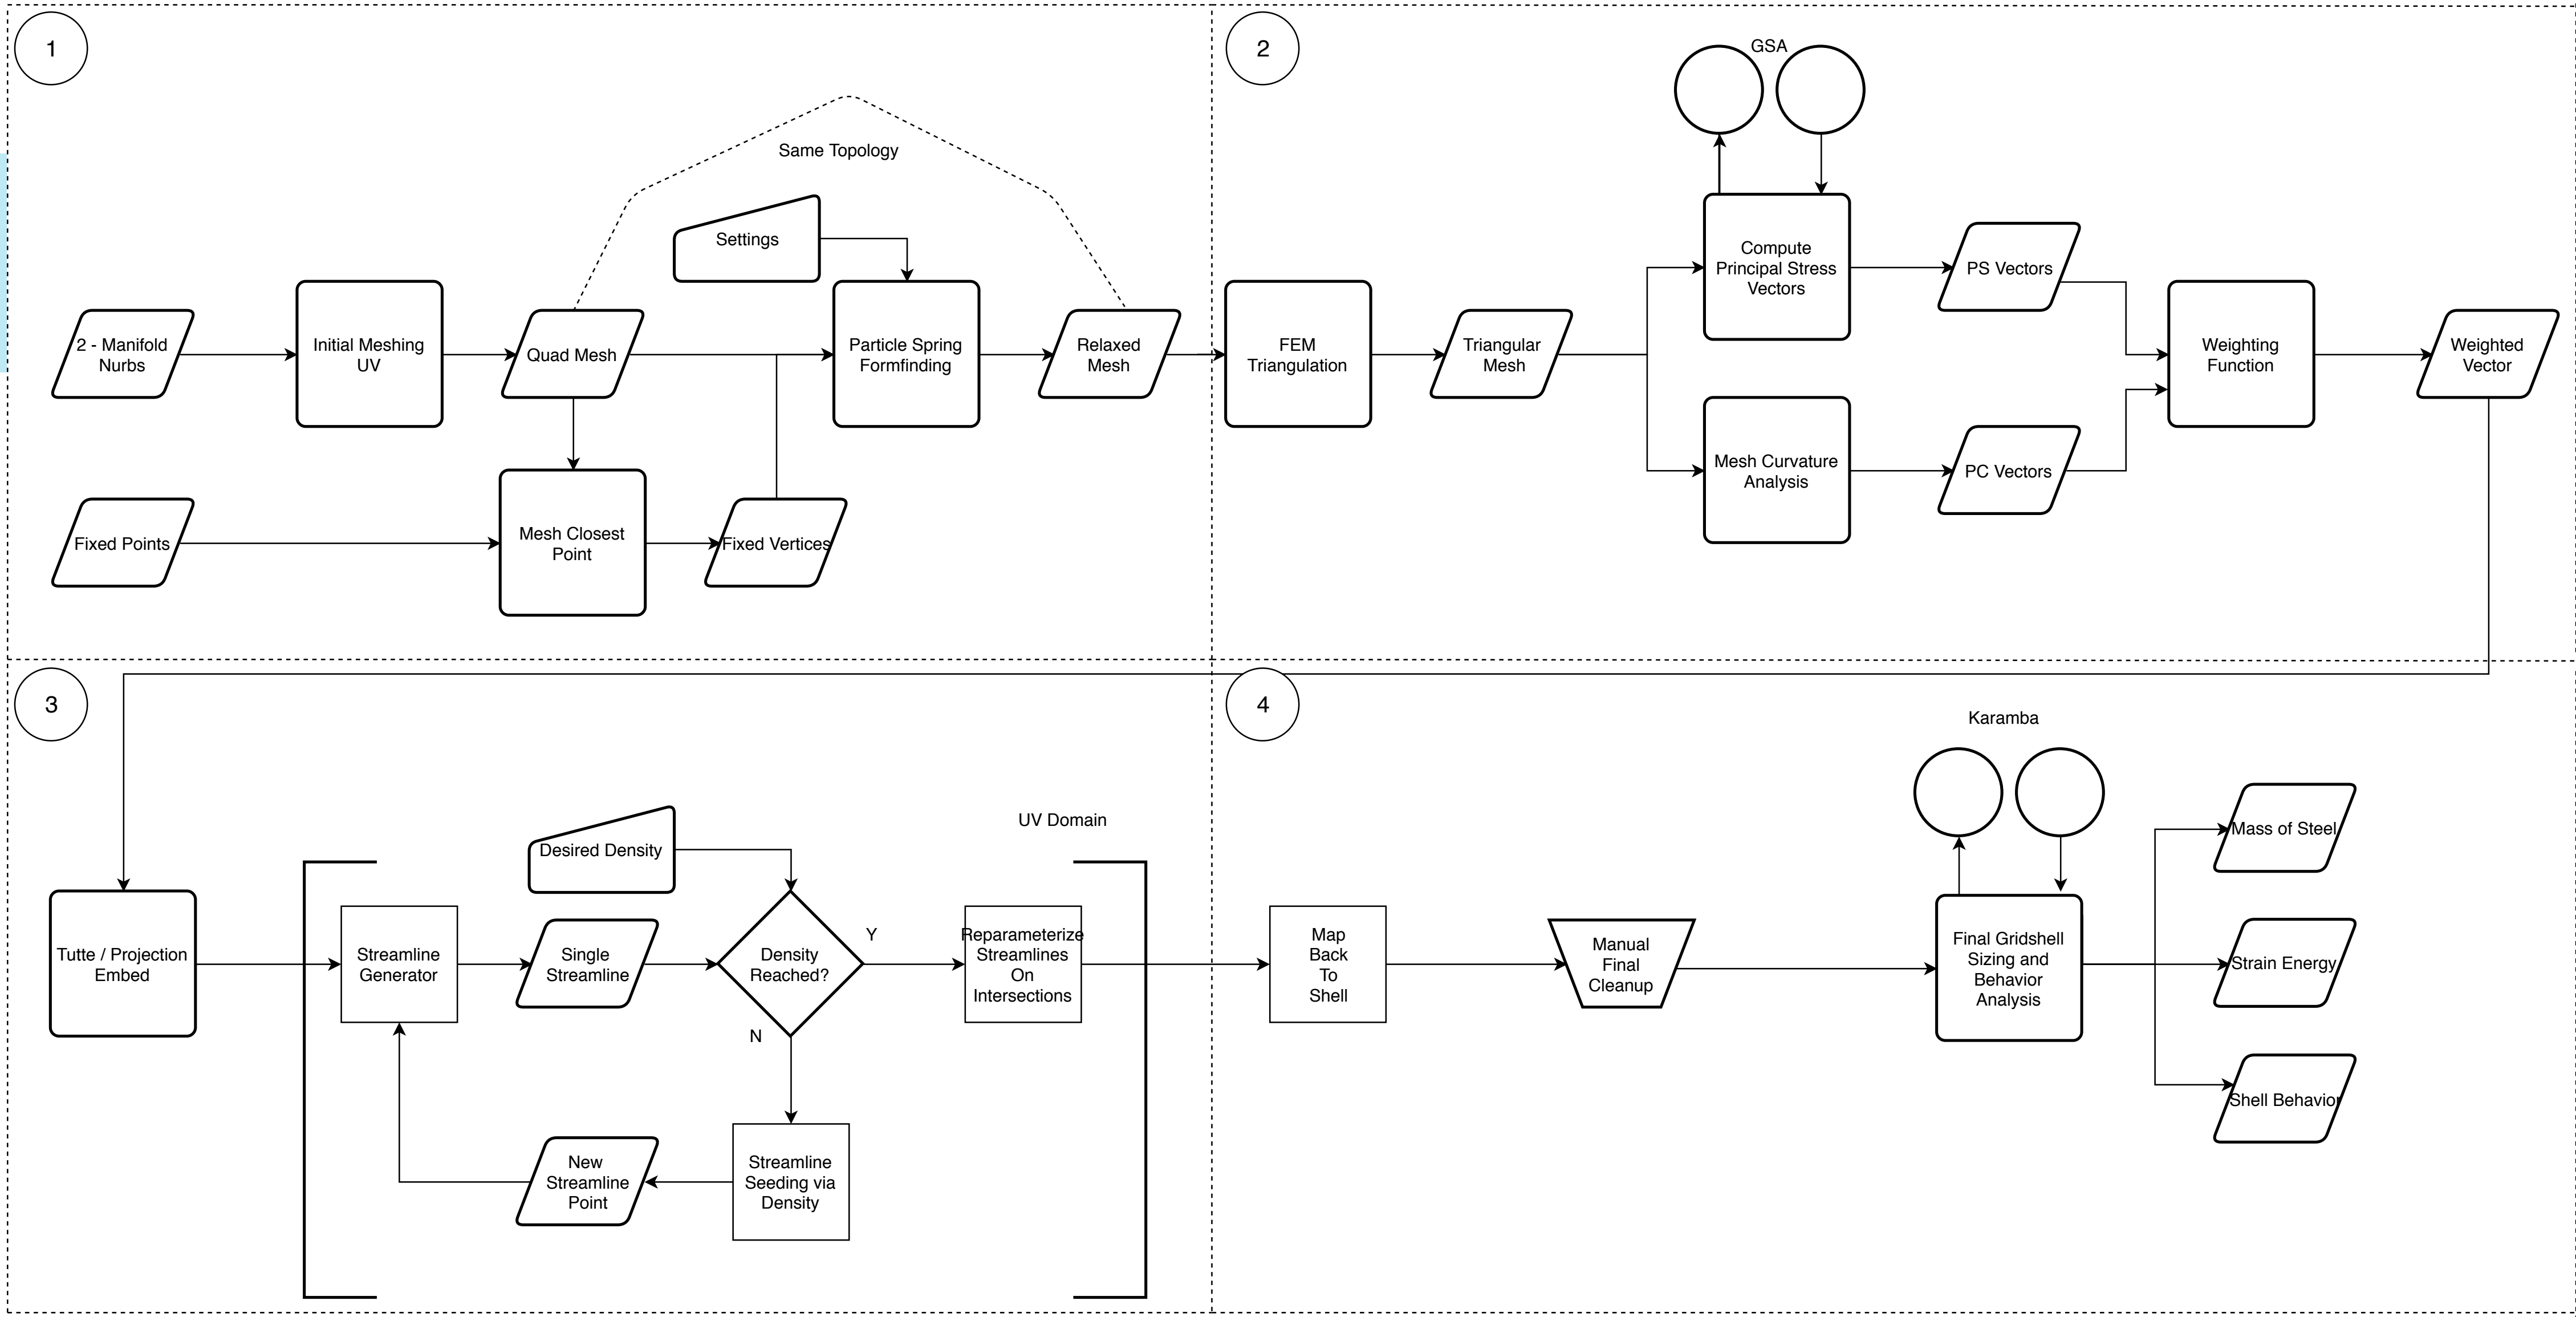 1
Same Topology
Settings
2 - Manifold
Nurbs
Initial Meshing
UV
Quad Mesh
Particle Spring
Formfinding
Relaxed
Mesh
Fixed Points
Mesh Closest
Point
Fixed Vertices
2
GSA
FEM
Triangulation
Triangular
Mesh
Compute
Principal Stress
Vectors
PS Vectors
Mesh Curvature
Analysis
PC Vectors
Weighting
Function
Weighted
Vector
3
UV Domain
Desired Density
Tutte / Projection
Embed
Streamline
Generator
Single
Streamline
Density
Reached?
Y
N
Reparameterize
Streamlines
On
Intersections
New
Streamline
Point
Streamline
Seeding via
Density
4
Karamba
Map
Back
To
Shell
Manual
Final
Cleanup
Final Gridshell
Sizing and
Behavior
Analysis
Mass of Steel
Strain Energy
Shell Behavior